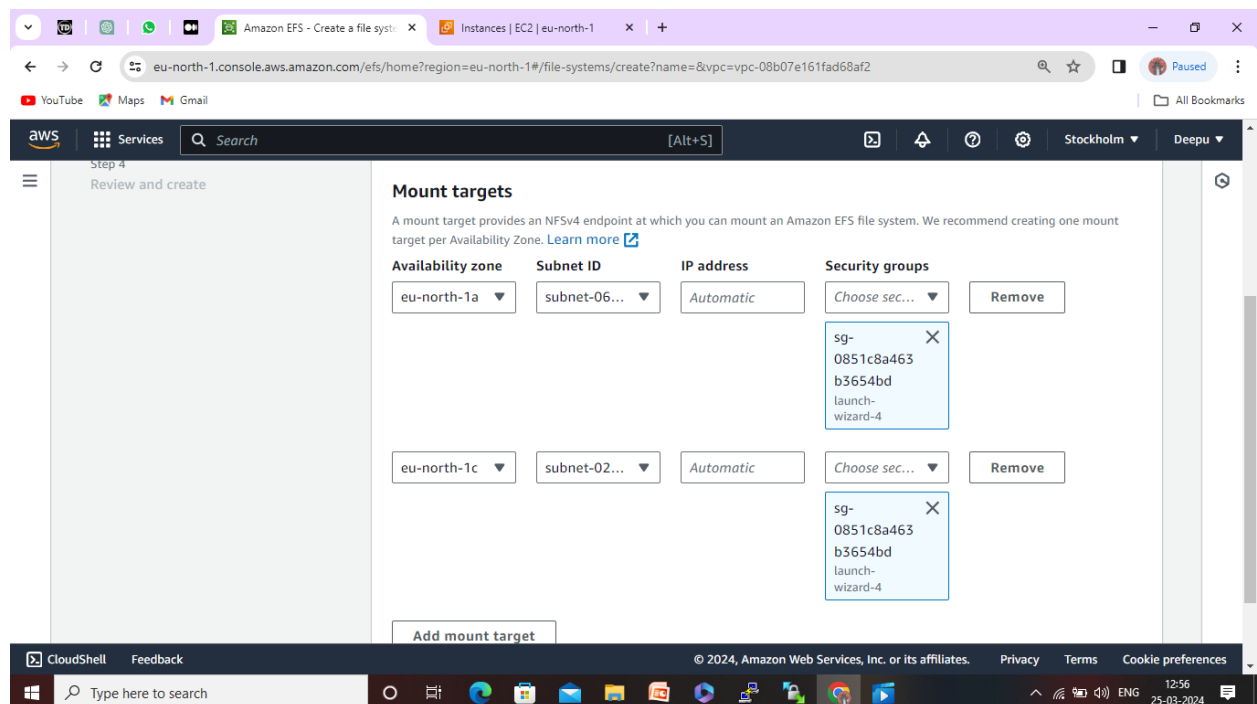 TD
Amazon EFS - Create a file syste
Instances | EC2 | eu-north-1
eu-north-1.console.aws.amazon.com/efs/home?region=eu-north-1#/file-systems/create?name=&vpc=vpc-08b07e161fad68af2
Paused
YouTube
Maps
Gmail
All Bookmarks
aws
Services
Search
[Alt+S]
Stockholm
Deepu
Step 4
Review and create
Mount targets
A mount target provides an NFSv4 endpoint at which you can mount an Amazon EFS file system. We recommend creating one mount
target per Availability Zone. Learn more
Availability zone Subnet ID IP address Security groups
eu-north-1a subnet-06... Automatic Choose sec... Remove
sg-
0851c8a463
b3654bd
launch-
wizard-4
eu-north-1c subnet-02... Automatic Choose sec... Remove
sg-
0851c8a463
b3654bd
launch-
wizard-4
Add mount target
CloudShell Feedback © 2024, Amazon Web Services, Inc. or its affiliates. Privacy Terms Cookie preferences
Type here to search
ENG
12:56
25-03-2024